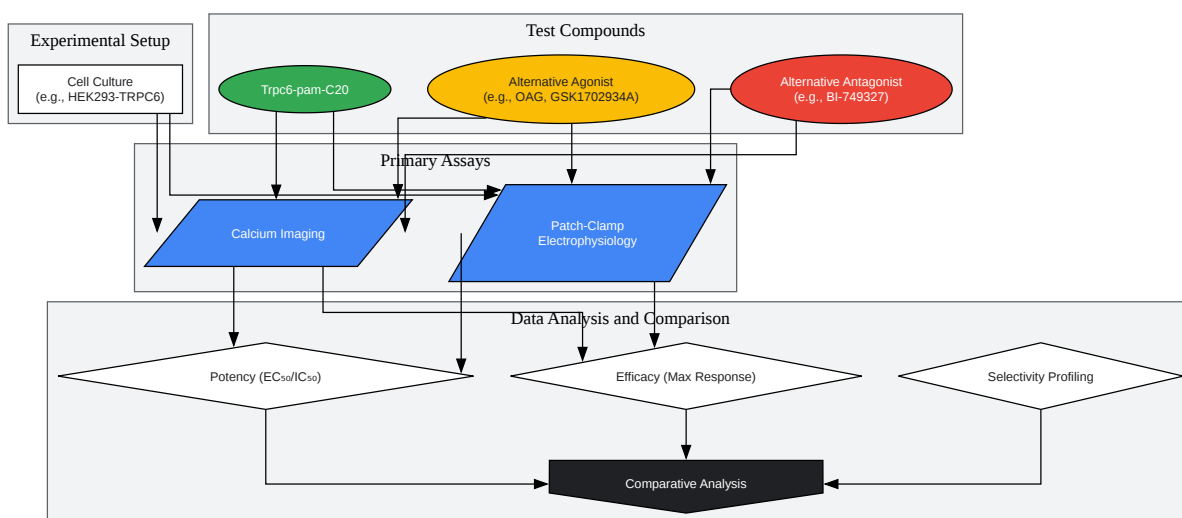 Experimental Setup
Cell Culture
(e.g., HEK293-TRPC6)
Test Compounds
Trpc6-pam-C20
Alternative Agonist
(e.g., OAG, GSK1702934A)
Alternative Antagonist
(e.g., BI-749327)
Primary Assays
Calcium Imaging
Patch-Clamp
Electrophysiology
Data Analysis and Comparison
Potency (EC₅₀/IC₅₀)
Efficacy (Max Response)
Selectivity Profiling
Comparative Analysis